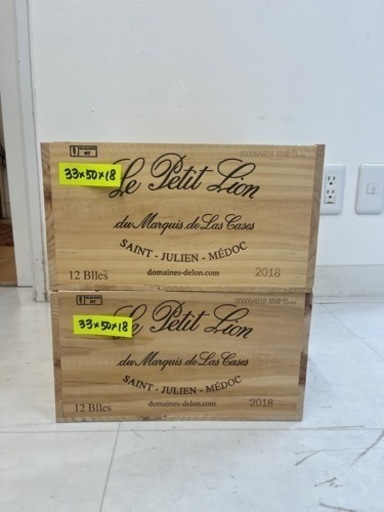 00006AB18
33×50×18
Le Petit Lion
du Marquis de Las Cases
SAINT - JULIEN - MÉDOC
12 Blles
domaines-delon.com
2018
00006AB18
33×50×18
Le Petit Lion
du Marquis de Las Cases
SAINT - JULIEN - MÉDOC
12 Blles
domaines-delon.com
2018